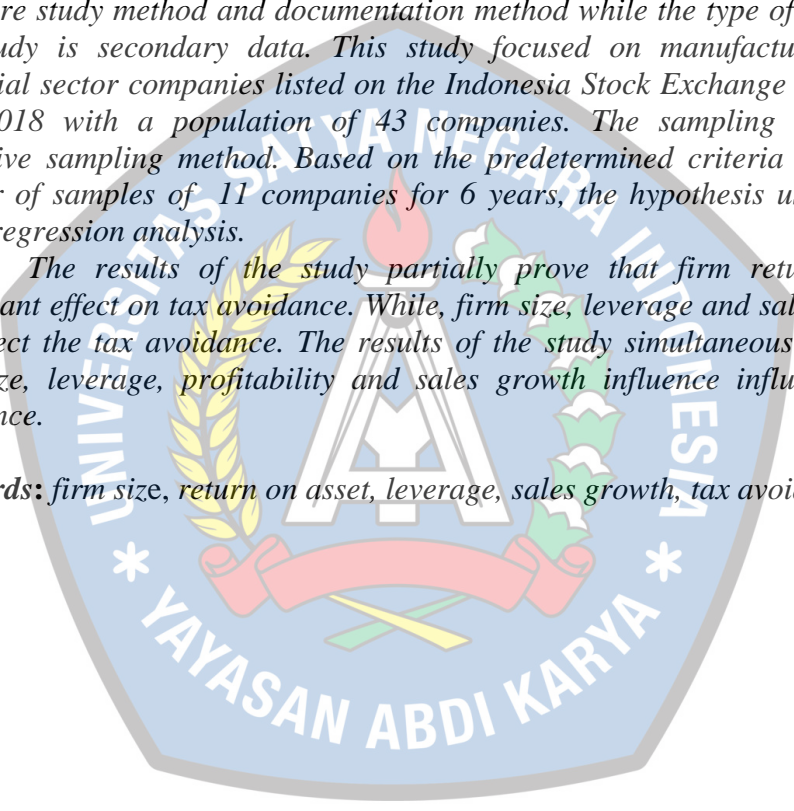 re study method and documentation method while the type of
udy is secondary data. This study focused on manufactu
ial sector companies listed on the Indonesia Stock Exchange
018 with a population of 43 companies. The sampling
ive sampling method. Based on the predetermined criteria
r of samples of 11 companies for 6 years, the hypothesis u
regression analysis.
The results of the study partially prove that firm retu
ant effect on tax avoidance. While, firm size, leverage and sal
ect the tax avoidance. The results of the study simultaneous
ze, leverage, profitability and sales growth influence influ
nce.
rds: firm size, return on asset, leverage, sales growth, tax avoi
UNIVERSITAS SATYA NEGARA INDONESIA
* YAYASAN ABDI KARYA *